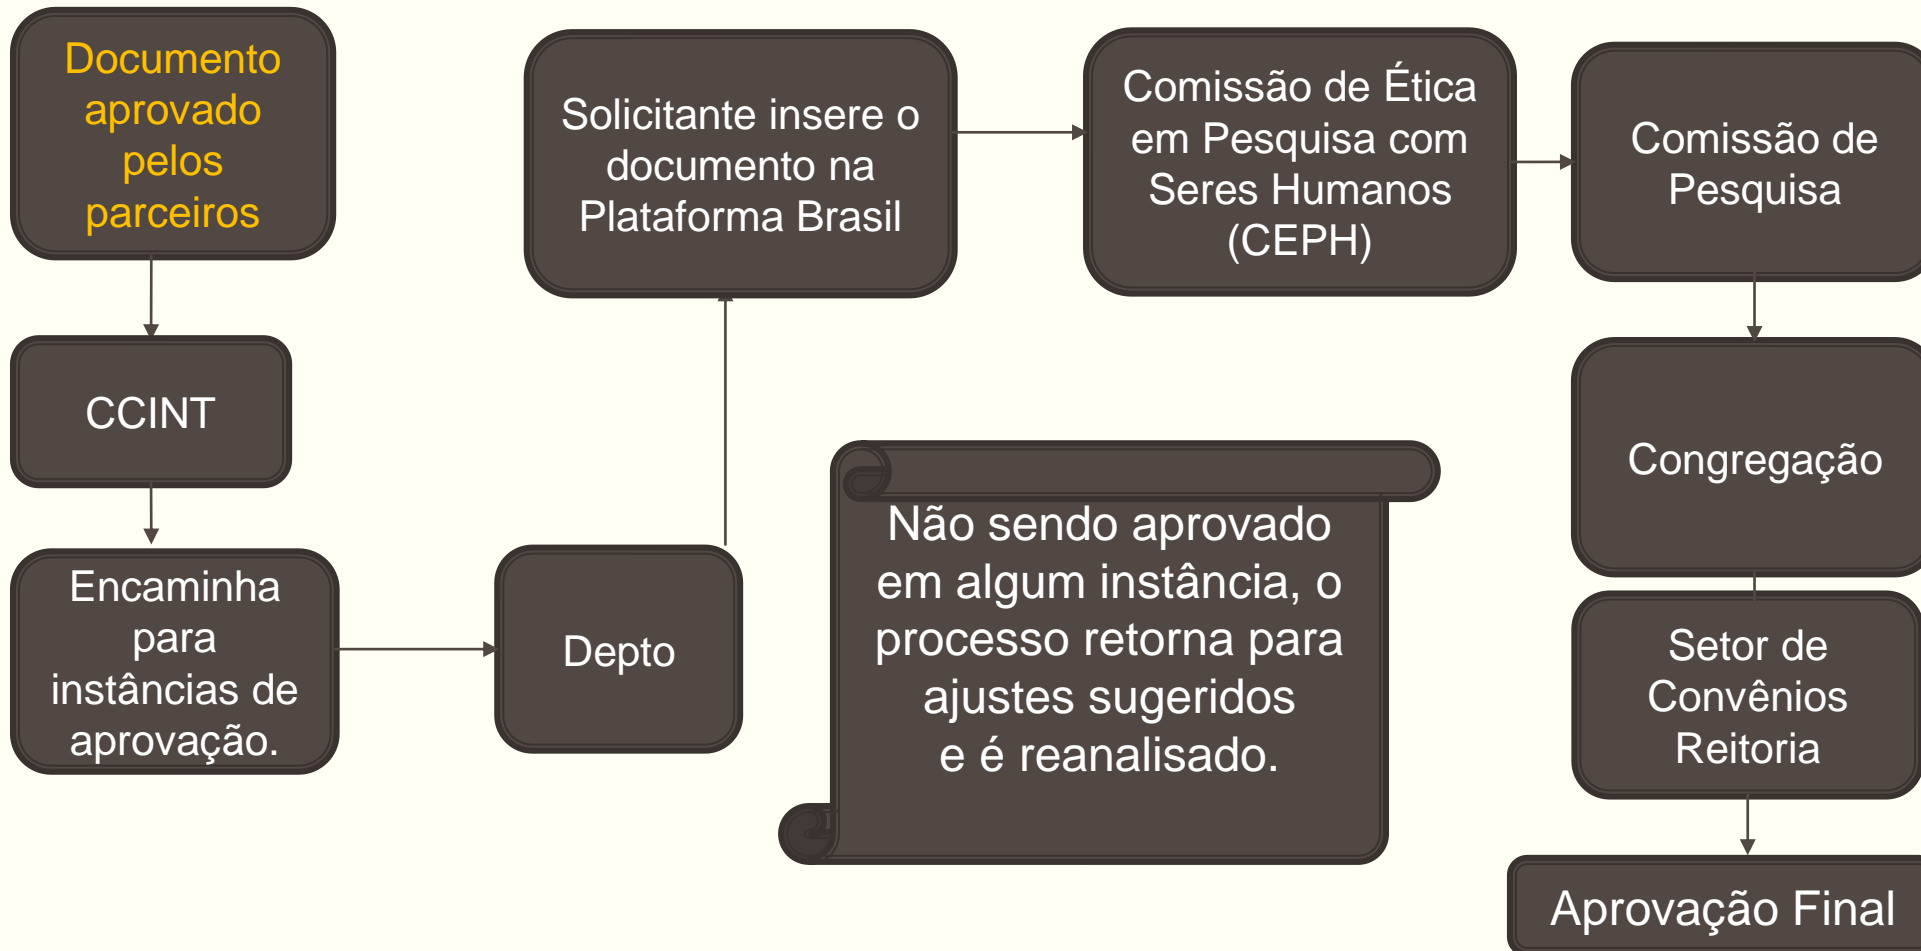 Documento
aprovado
pelos
parceiros
CCINT
Encaminha
para
instâncias de
aprovação.
Depto
Solicitante insere o
documento na
Plataforma Brasil
Comissão de Ética
em Pesquisa com
Seres Humanos
(CEPH)
Comissão de
Pesquisa
Congregação
Setor de
Convênios
Reitoria
Aprovação Final
Não sendo aprovado
em algum instância, o
processo retorna para
ajustes sugeridos
e é reanalisado.